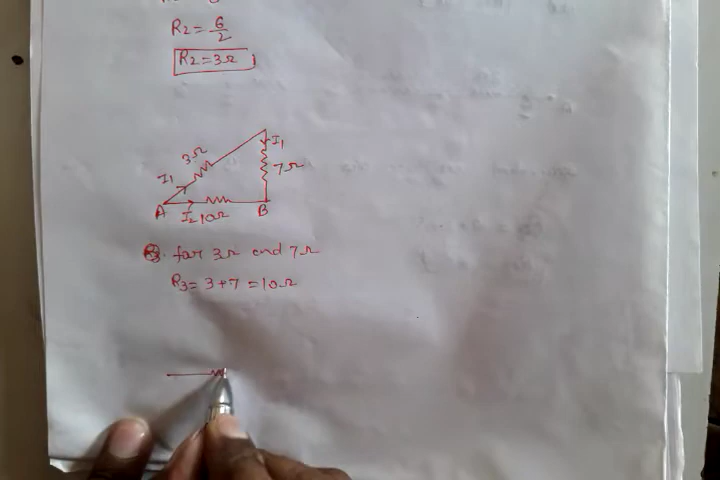 R2 = 6/2
R2 = 3Ω
3Ω
I1
I1
7Ω
A
I2 10Ω
B
for 3Ω and 7Ω
R3 = 3+7 = 10Ω